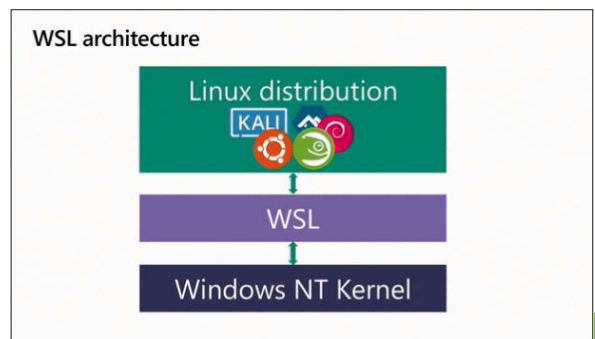 WSL architecture
Linux distribution
KALI
WSL
Windows NT Kernel